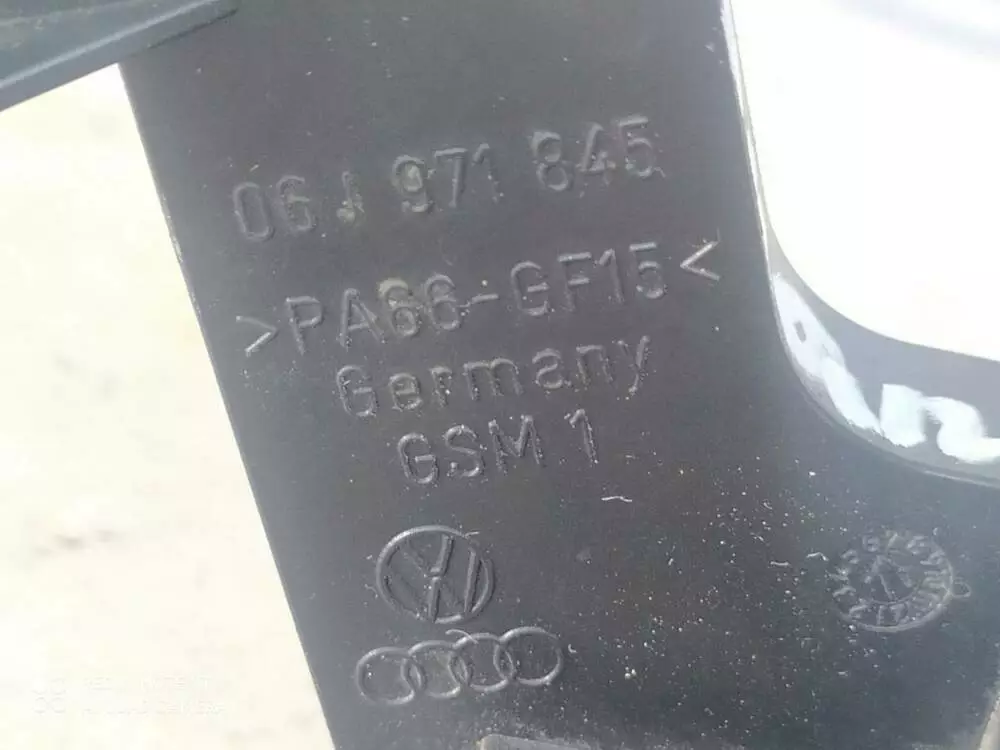 06J 971 845
>PA66-GF15<
Germany
GSM 1